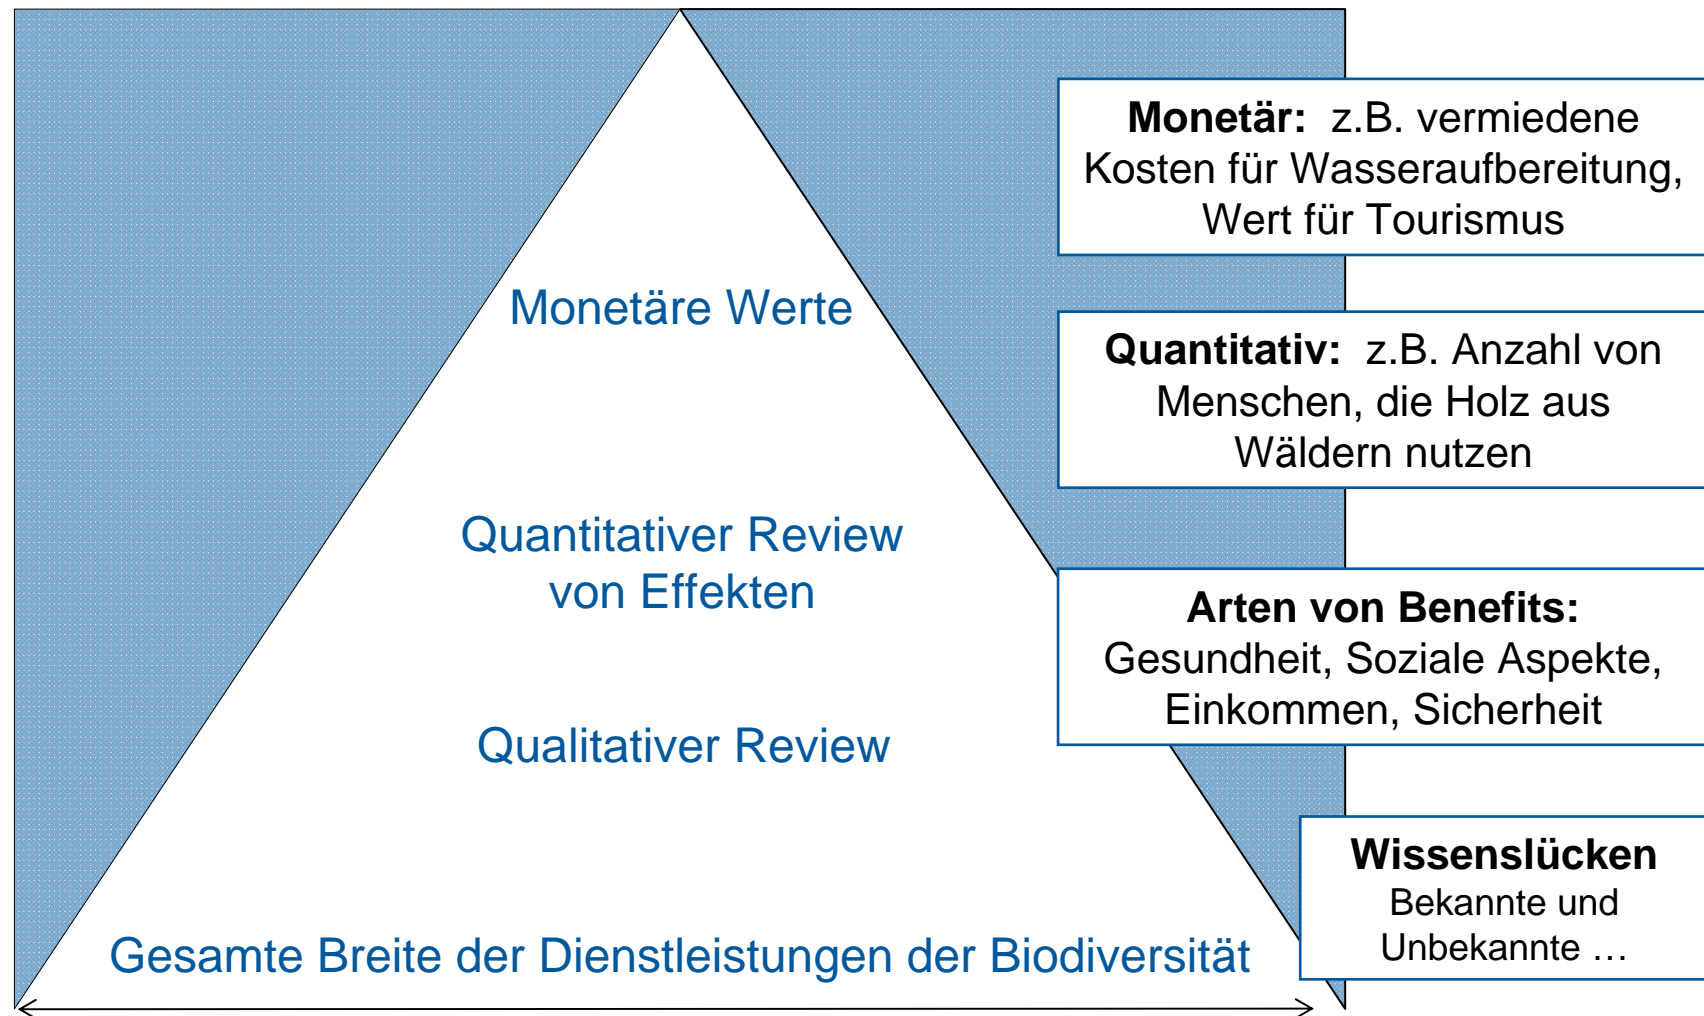 Monetär: z.B. vermiedene
Kosten für Wasseraufbereitung,
Wert für Tourismus
Monetäre Werte
Quantitativ: z.B. Anzahl von
Menschen, die Holz aus
Wäldern nutzen
Quantitativer Review
von Effekten
Arten von Benefits:
Gesundheit, Soziale Aspekte,
Einkommen, Sicherheit
Qualitativer Review
Wissenslücken
Bekannte und
Unbekannte …
Gesamte Breite der Dienstleistungen der Biodiversität